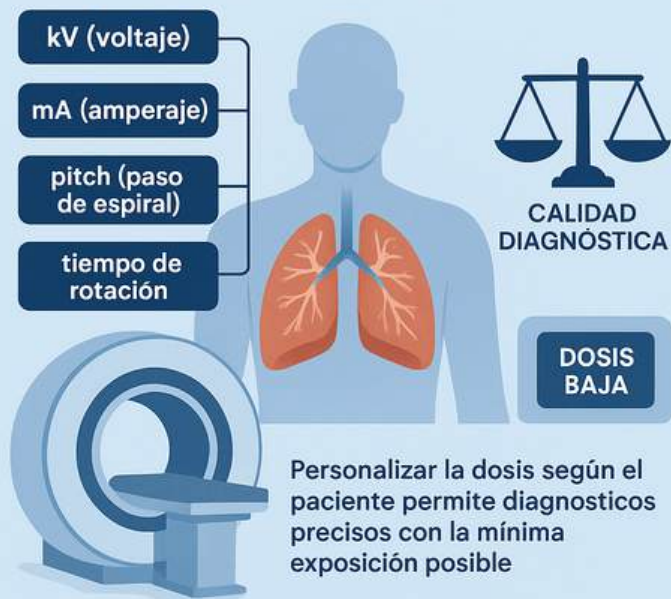 kV (voltaje)
mA (amperaje)
pitch (paso
de espiral)
tiempo de
rotación
CALIDAD
DIAGNÓSTICA
DOSIS
BAJA
Personalizar la dosis según el
paciente permite diagnosticos
precisos con la mínima
exposición posible